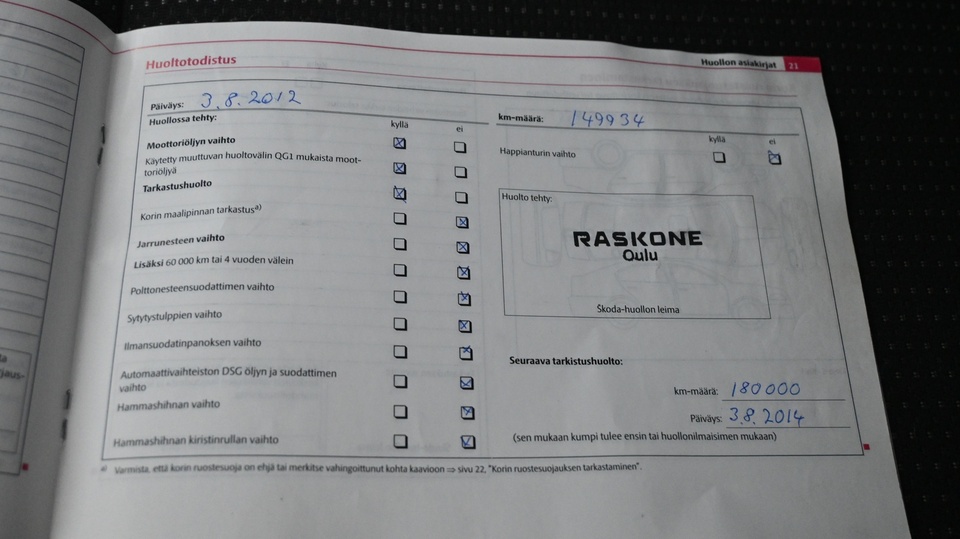 Huoltotodistus
Huollon asiakirjat 21
Päiväys: 3.8.2012
Huollossa tehty:
kyllä ei
Moottoriöljyn vaihto
Käytetty muuttuvan huoltovälin QG1 mukaista moot-
toriöljyä
Tarkastushuolto
Korin maalipinnan tarkastus a)
Jarrunesteen vaihto
Lisäksi 60 000 km tai 4 vuoden välein
Polttonesteensuodattimen vaihto
Sytytystulppien vaihto
Ilmansuodatinpanoksen vaihto
Automaattivaihteiston DSG öljyn ja suodattimen
vaihto
Hammashihnan vaihto
Hammashihnan kiristinrullan vaihto
km-määrä: 149934
kyllä ei
Happianturin vaihto
Huolto tehty:
RASKONE
Oulu
Škoda-huollon leima
Seuraava tarkistushuolto:
km-määrä: 180000
Päiväys: 3.8.2014
(sen mukaan kumpi tulee ensin tai huollonilmaisimen mukaan)
a) Varmista, että korin ruostesuoja on ehjä tai merkitse vahingoittunut kohta kaavioon ⇒ sivu 22, "Korin ruostesuojauksen tarkastaminen".